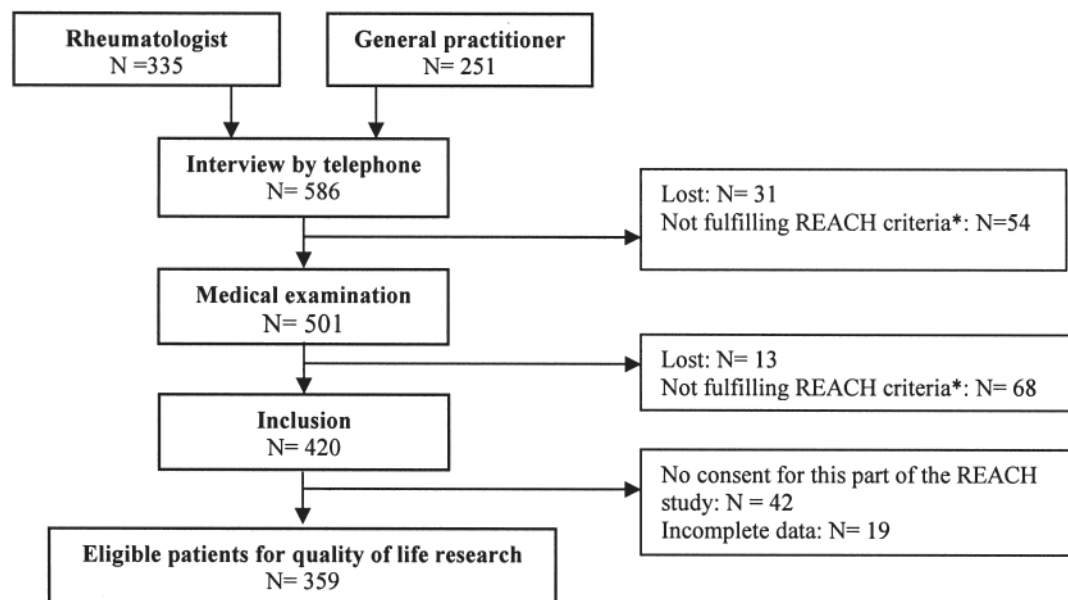 Rheumatologist
N =335
General practitioner
N= 251
Interview by telephone
N= 586
Lost: N= 31
Not fulfilling REACH criteria*: N=54
Medical examination
N= 501
Lost: N= 13
Not fulfilling REACH criteria*: N= 68
Inclusion
N= 420
No consent for this part of the REACH
study: N = 42
Incomplete data: N= 19
Eligible patients for quality of life research
N= 359